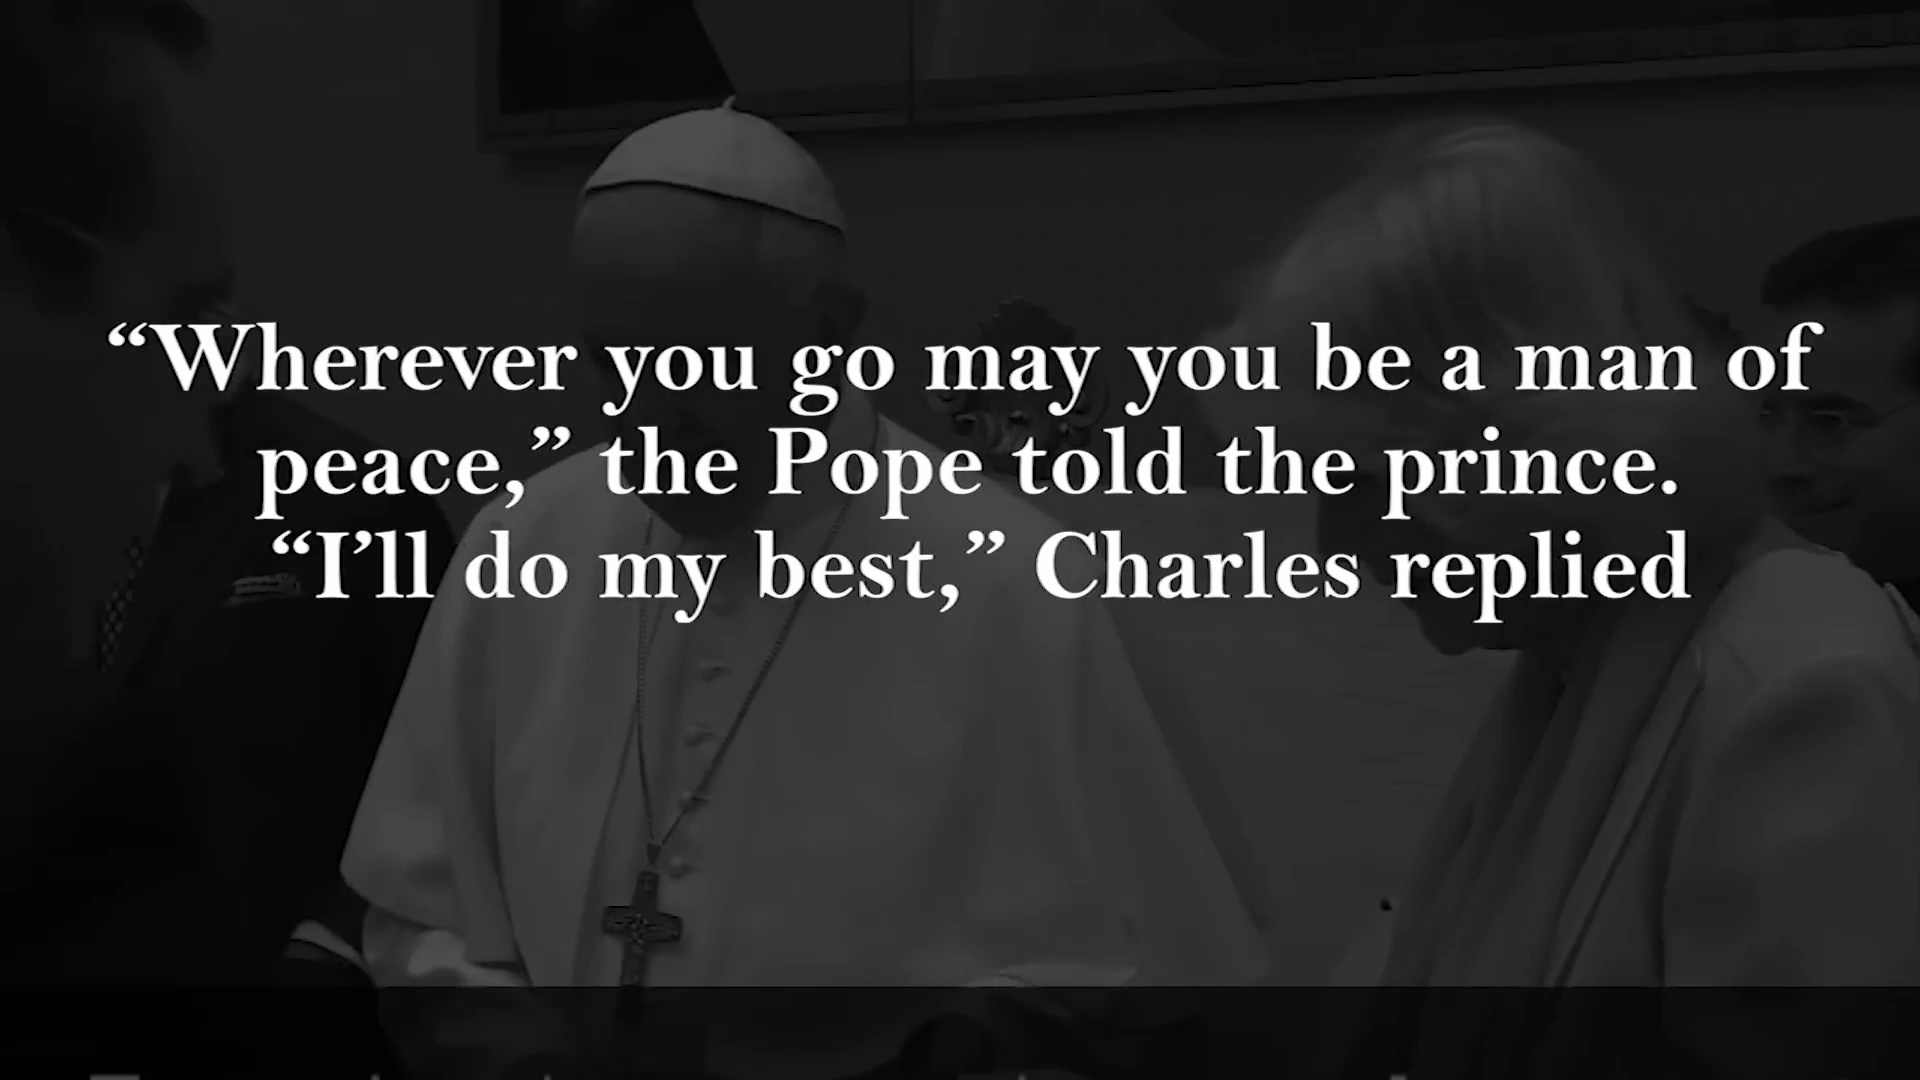 “Wherever you go may you be a man of
peace,” the Pope told the prince.
“I’ll do my best,” Charles replied